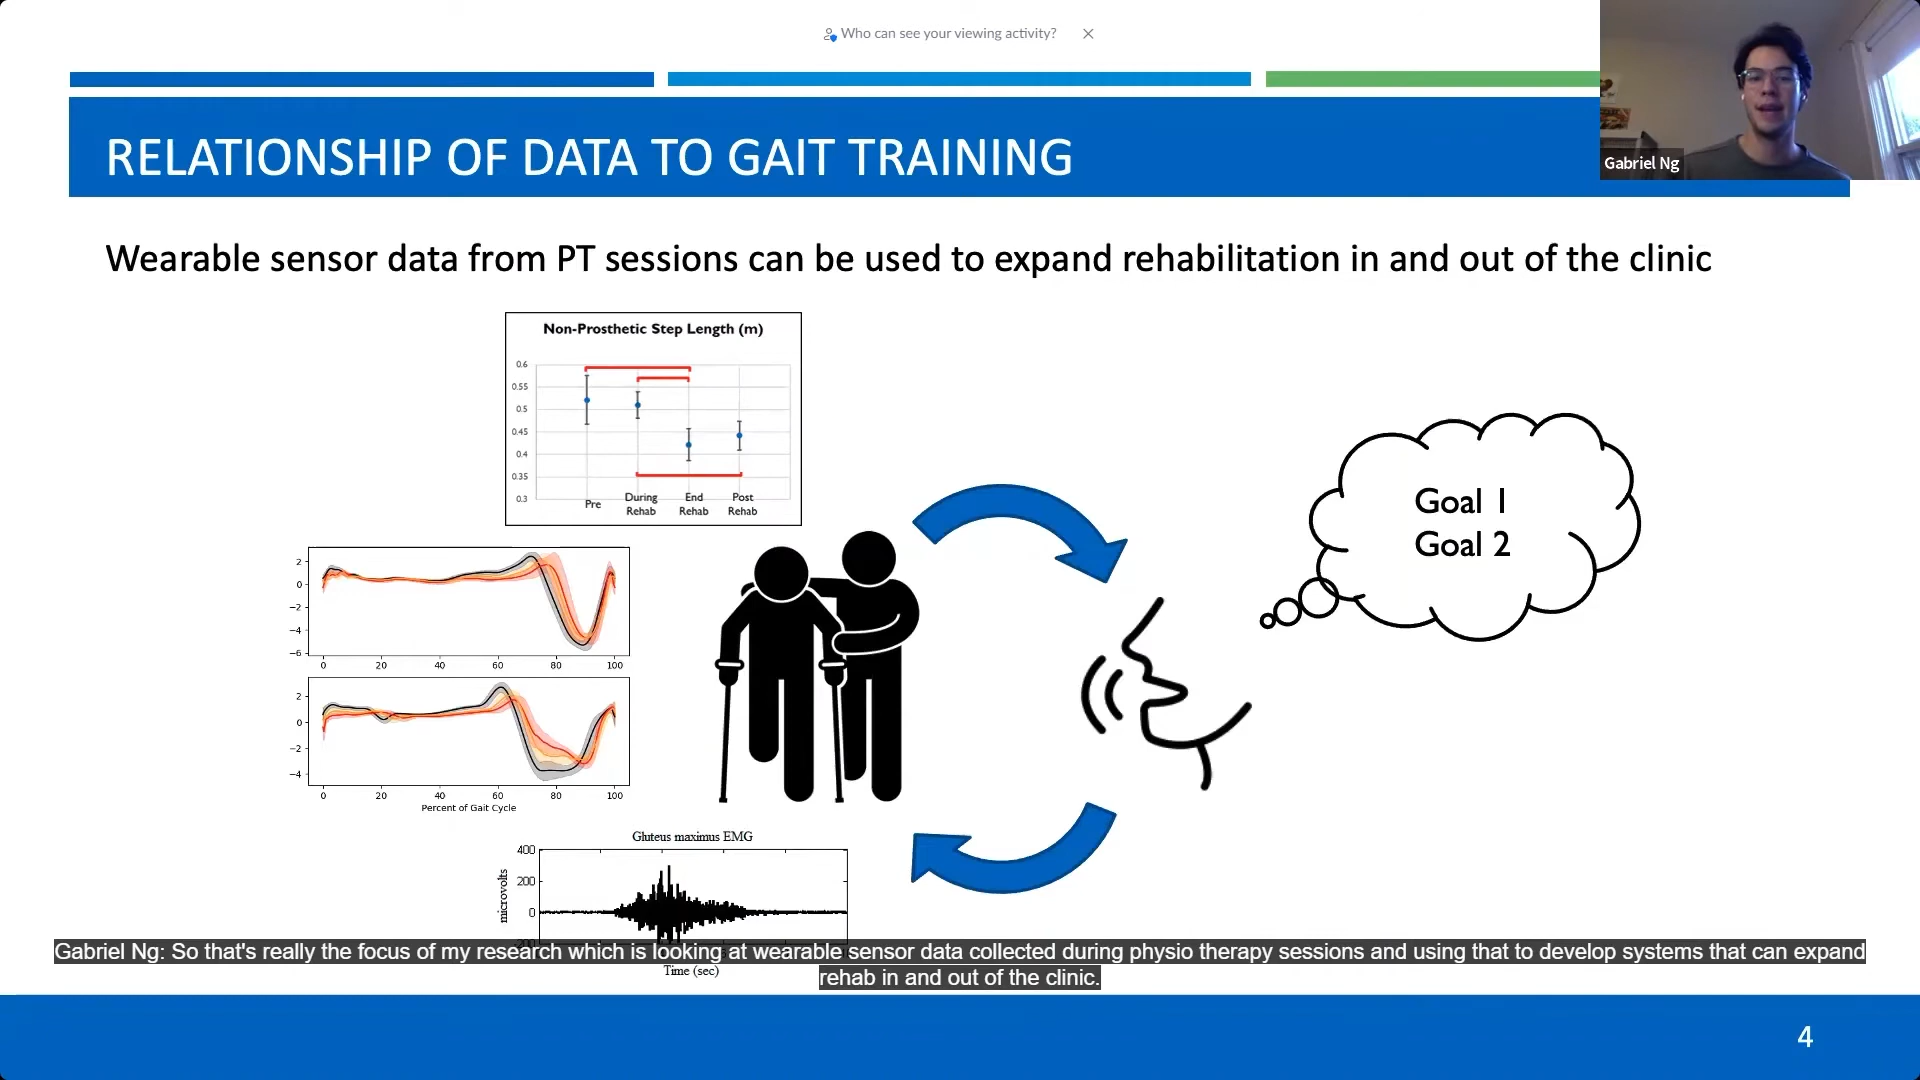 Who can see your viewing activity?
RELATIONSHIP OF DATA TO GAIT TRAINING
Gabriel Ng
Wearable sensor data from PT sessions can be used to expand rehabilitation in and out of the clinic
Non-Prosthetic Step Length (m)
0.6
0.55
0.5
0.45
0.4
0.35
0.3
Pre
During Rehab
End Rehab
Post Rehab
Goal 1
Goal 2
2
0
−2
−4
−6
0 20 40 60 80 100
2
0
−2
−4
0 20 40 60 80 100
Percent of Gait Cycle
Gluteus maximus EMG
400
200
0
microvolts
Time (sec)
Gabriel Ng: So that's really the focus of my research which is looking at wearable sensor data collected during physio therapy sessions and using that to develop systems that can expand
rehab in and out of the clinic.
4